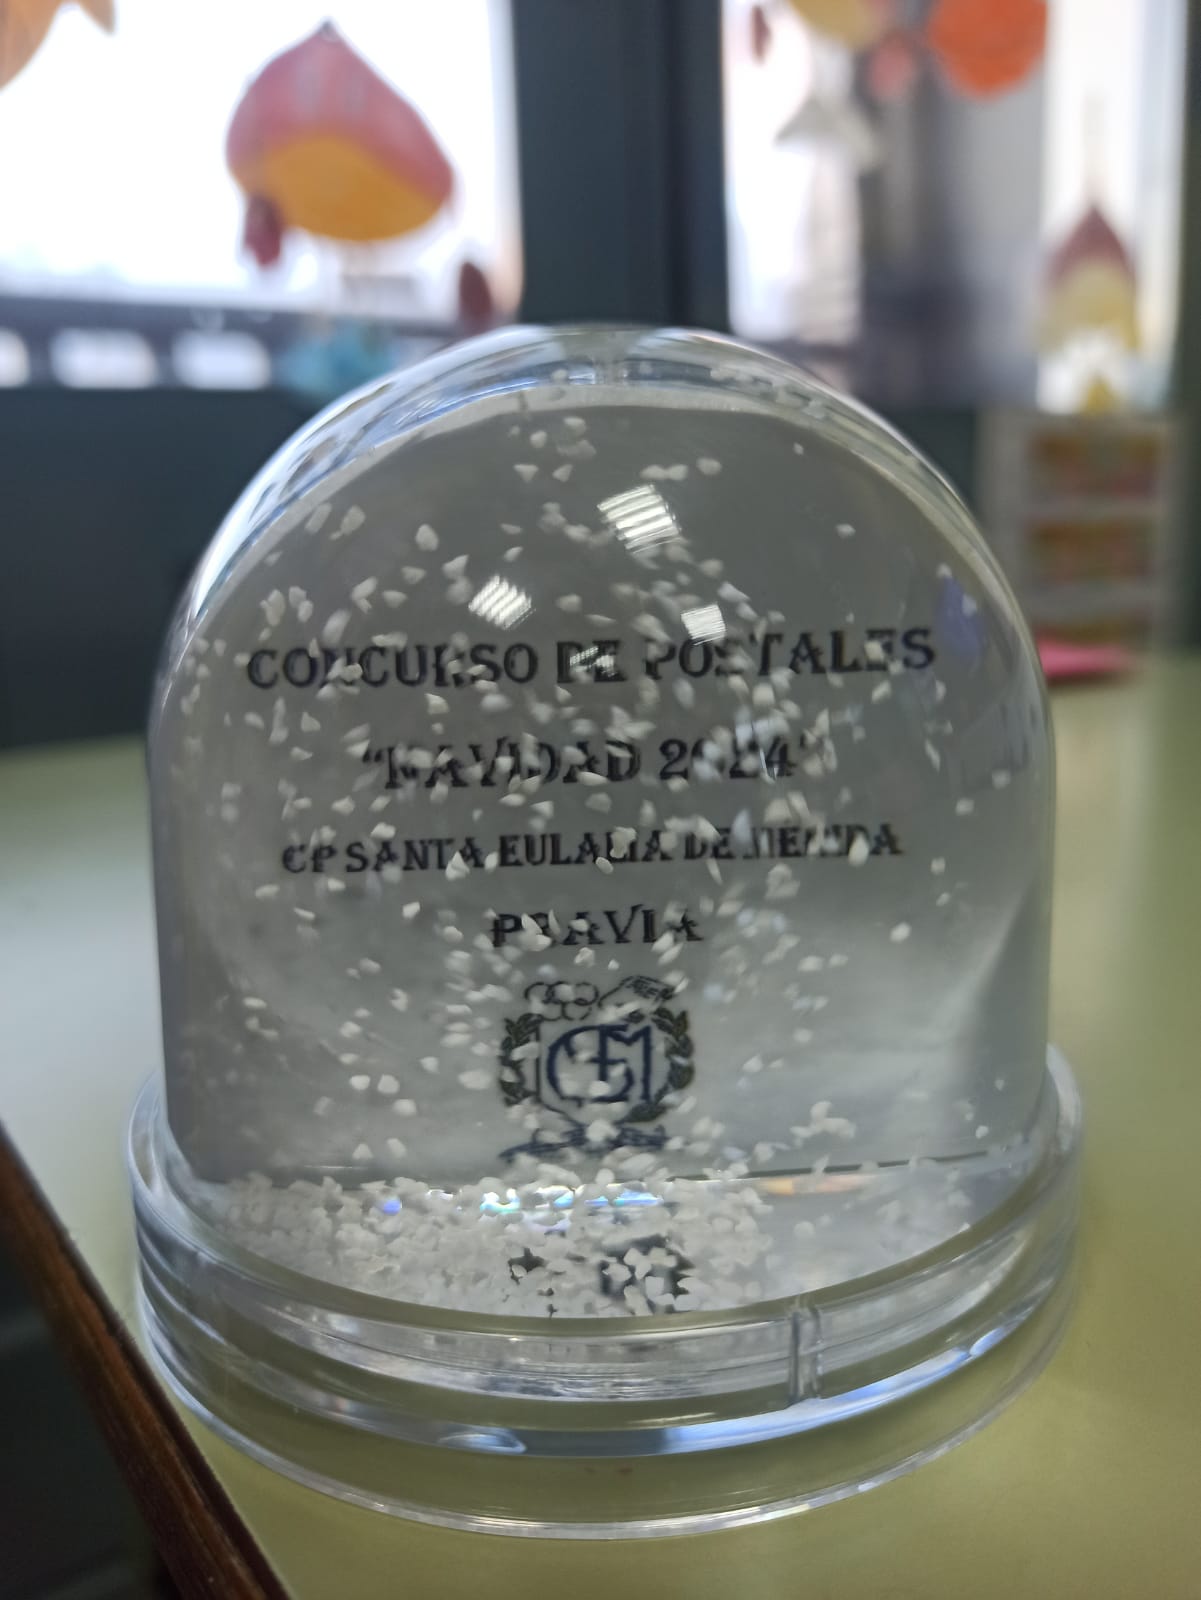 CONCURSO DE POSTALES
"NAVIDAD 2024"
CP SANTA EULALIA DE MÉRIDA
PRAVIA